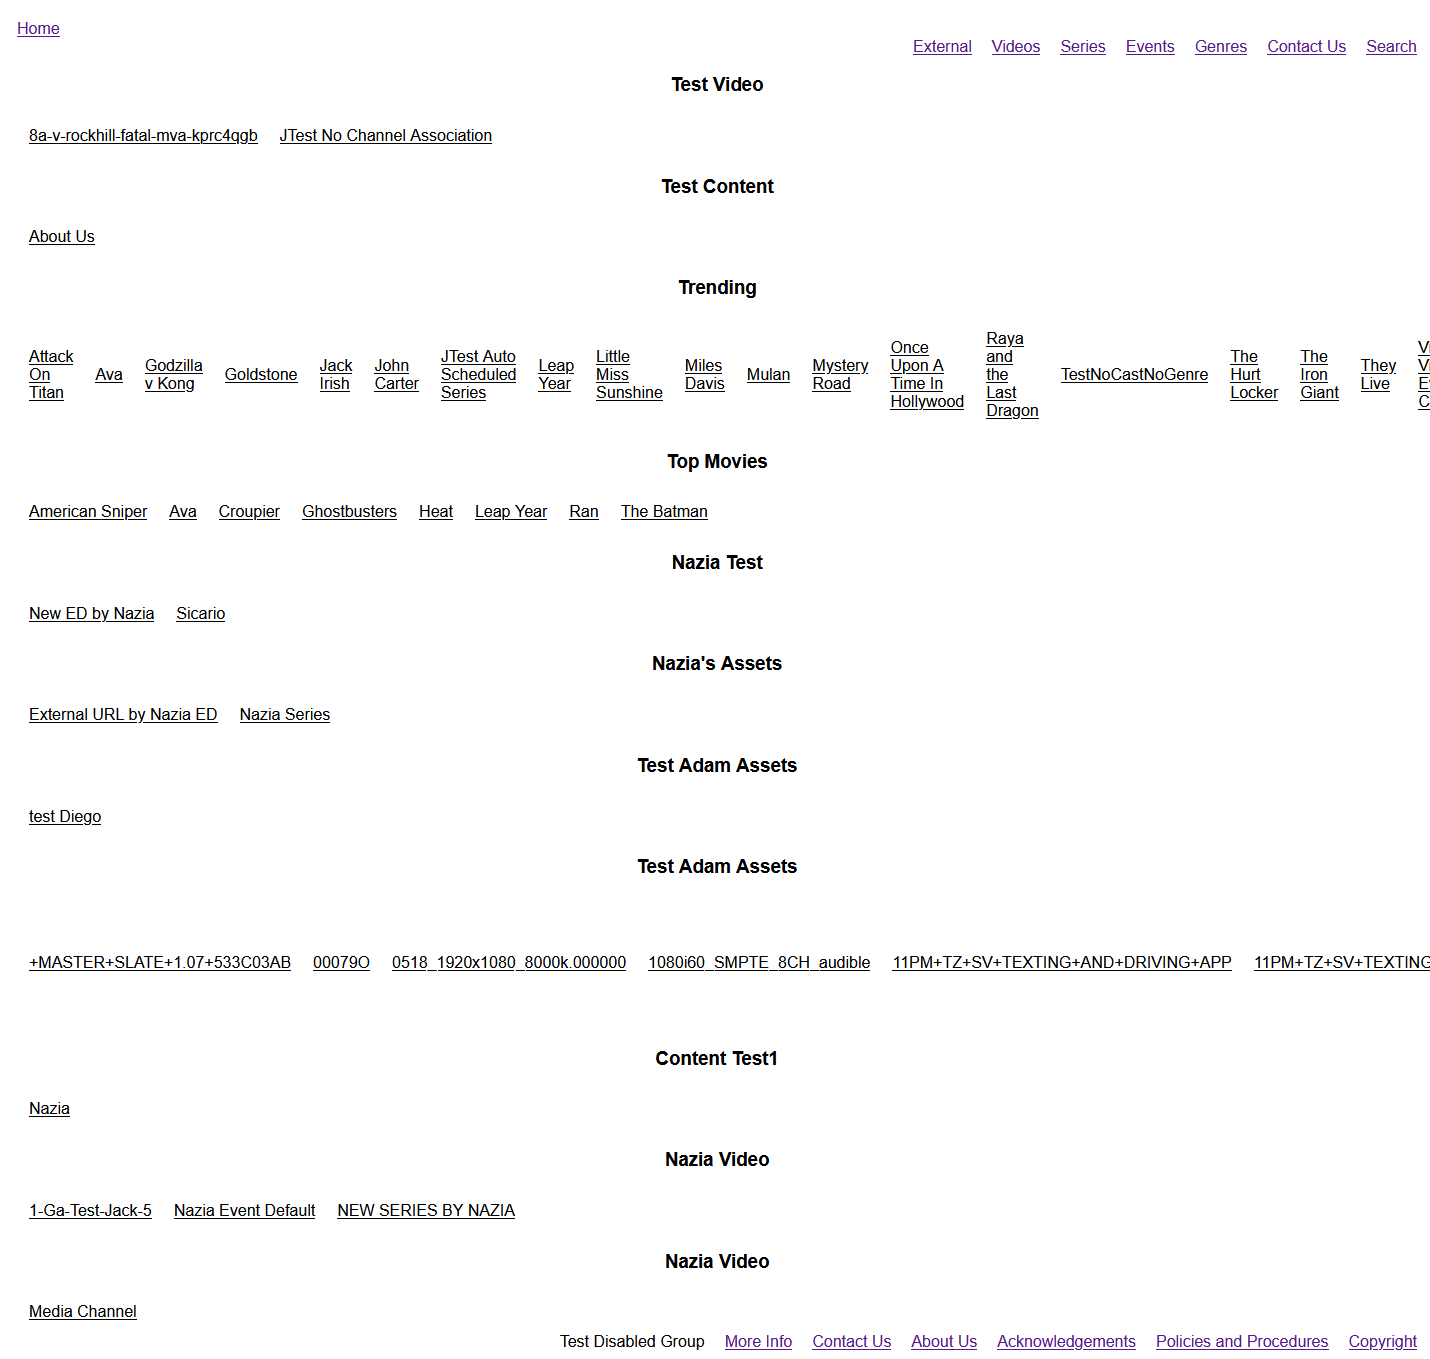 Home
External Videos Series Events Genres Contact Us Search
Test Video
8a-v-rockhill-fatal-mva-kprc4qgb JTest No Channel Association
Test Content
About Us
Trending
Attack
On
Titan
Ava
Godzilla
v Kong
Goldstone
Jack
Irish
John
Carter
JTest Auto
Scheduled
Series
Leap
Year
Little
Miss
Sunshine
Miles
Davis
Mulan
Mystery
Road
Once
Upon A
Time In
Hollywood
Raya
and
the
Last
Dragon
TestNoCastNoGenre
The
Hurt
Locker
The
Iron
Giant
They
Live
Top Movies
American Sniper Ava Croupier Ghostbusters Heat Leap Year Ran The Batman
Nazia Test
New ED by Nazia Sicario
Nazia's Assets
External URL by Nazia ED Nazia Series
Test Adam Assets
test Diego
Test Adam Assets
+MASTER+SLATE+1.07+533C03AB 00079O 0518_1920x1080_8000k.000000 1080i60_SMPTE_8CH_audible 11PM+TZ+SV+TEXTING+AND+DRIVING+APP 11PM+TZ+SV+TEXTING
Content Test1
Nazia
Nazia Video
1-Ga-Test-Jack-5 Nazia Event Default NEW SERIES BY NAZIA
Nazia Video
Media Channel
Test Disabled Group More Info Contact Us About Us Acknowledgements Policies and Procedures Copyright